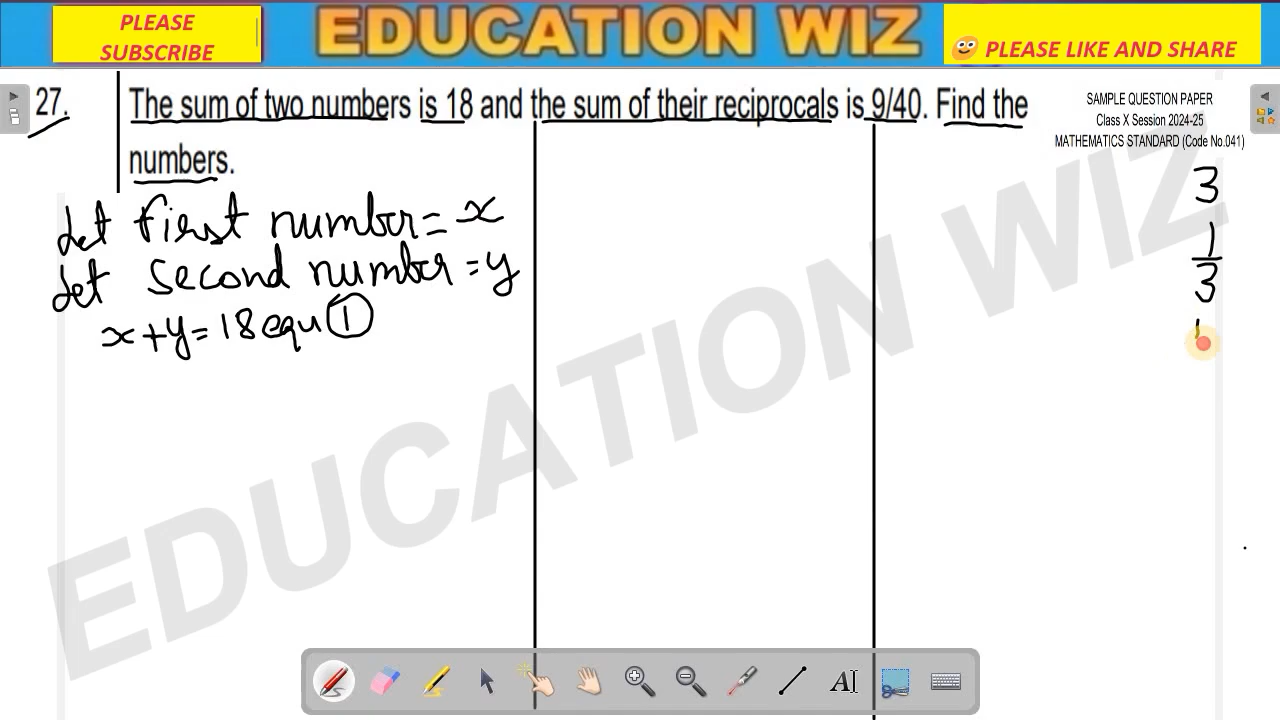 PLEASE
SUBSCRIBE
EDUCATION WIZ
PLEASE LIKE AND SHARE
27.
The sum of two numbers is 18 and the sum of their reciprocals is 9/40. Find the
numbers.
SAMPLE QUESTION PAPER
Class X Session 2024-25
MATHEMATICS STANDARD (Code No.041)
Let first number = x
Let second number = y
x + y = 18 equ 1
3
1
3
EDUCATION WIZ
AI